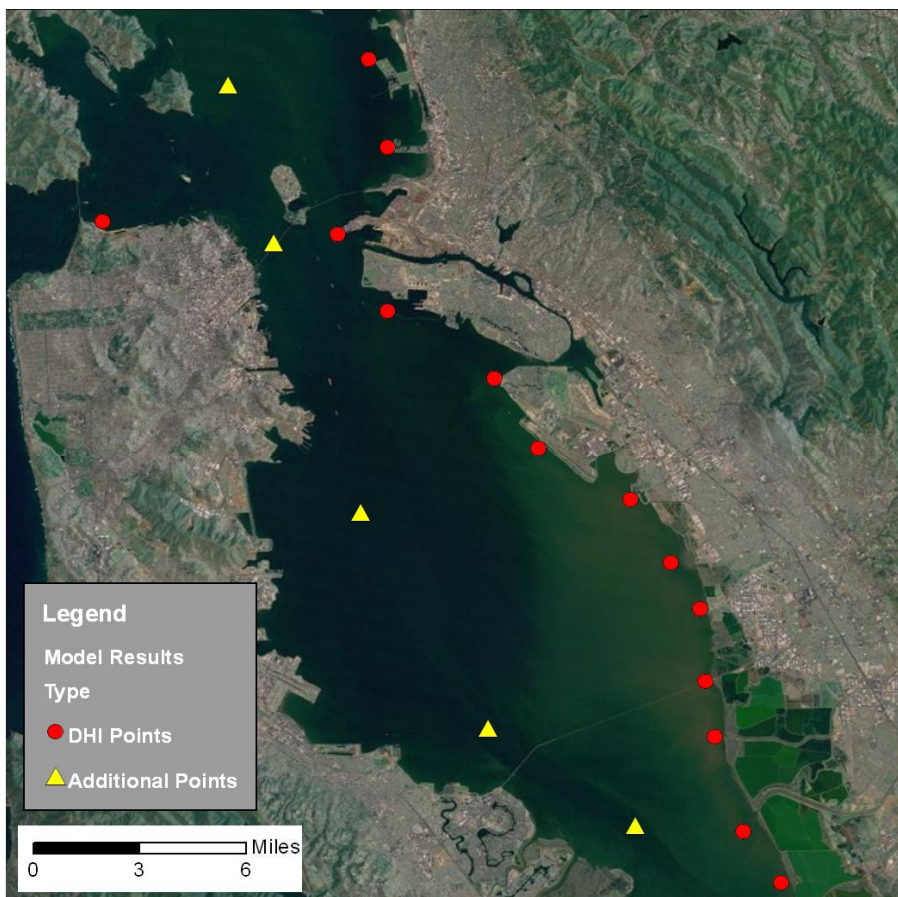 Legend
Model Results
Type
DHI Points
Additional Points
Miles
0 3 6